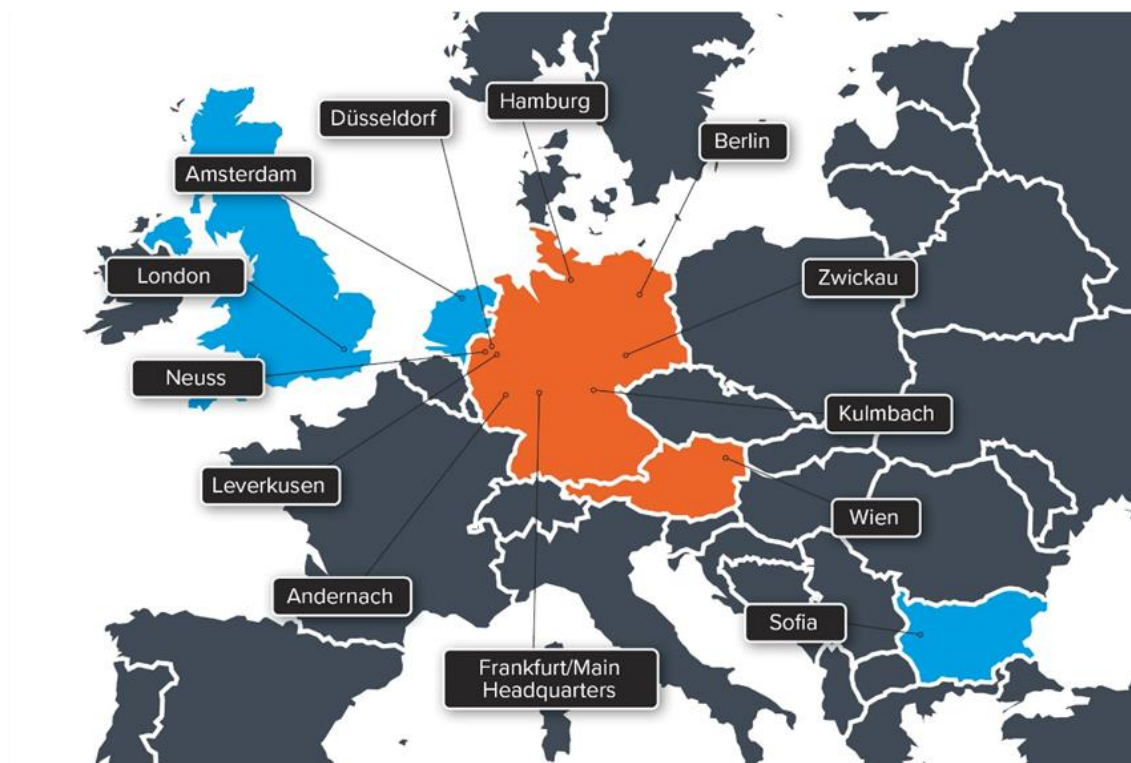 Hamburg
Düsseldorf
Berlin
Amsterdam
London
Zwickau
Neuss
Kulmbach
Leverkusen
Wien
Andernach
Sofia
Frankfurt/Main
Headquarters